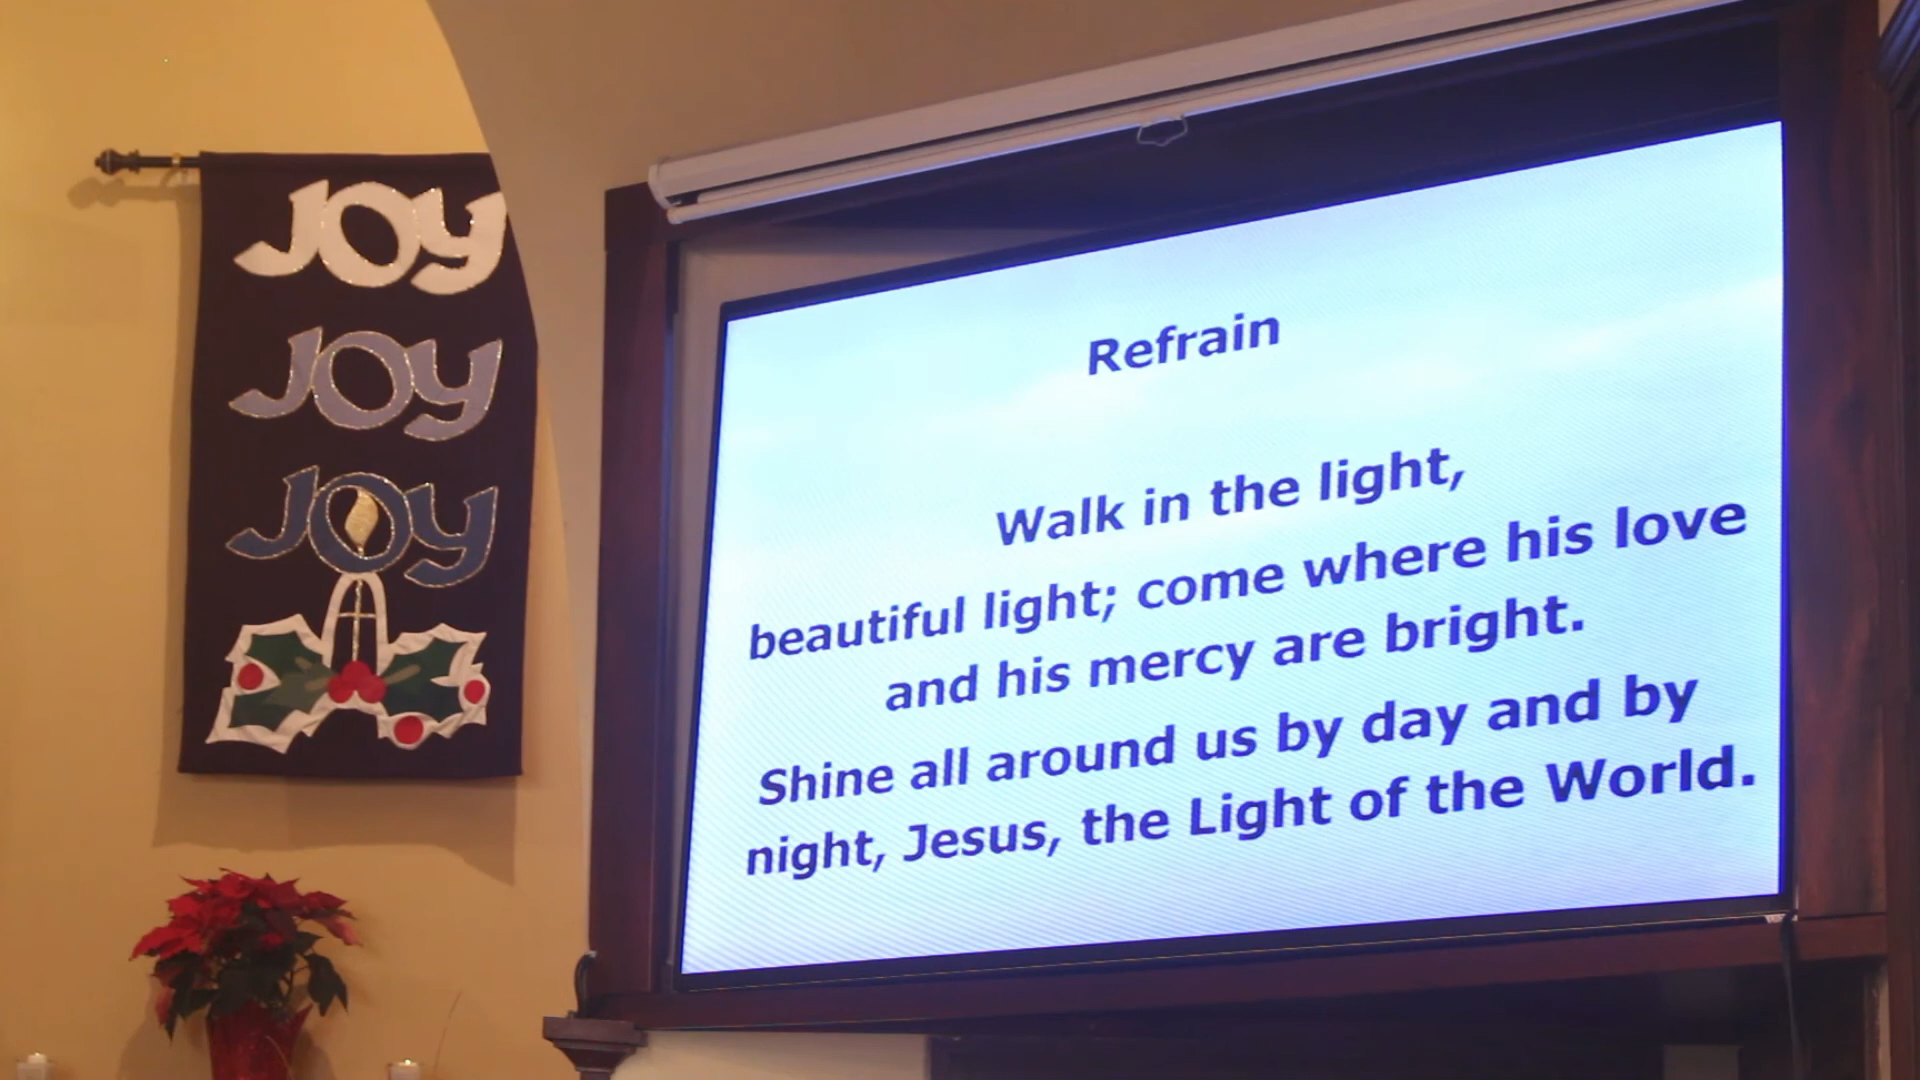 JOY
JOY
JOY
Refrain
Walk in the light,
beautiful light; come where his love
and his mercy are bright.
Shine all around us by day and by
night, Jesus, the Light of the World.